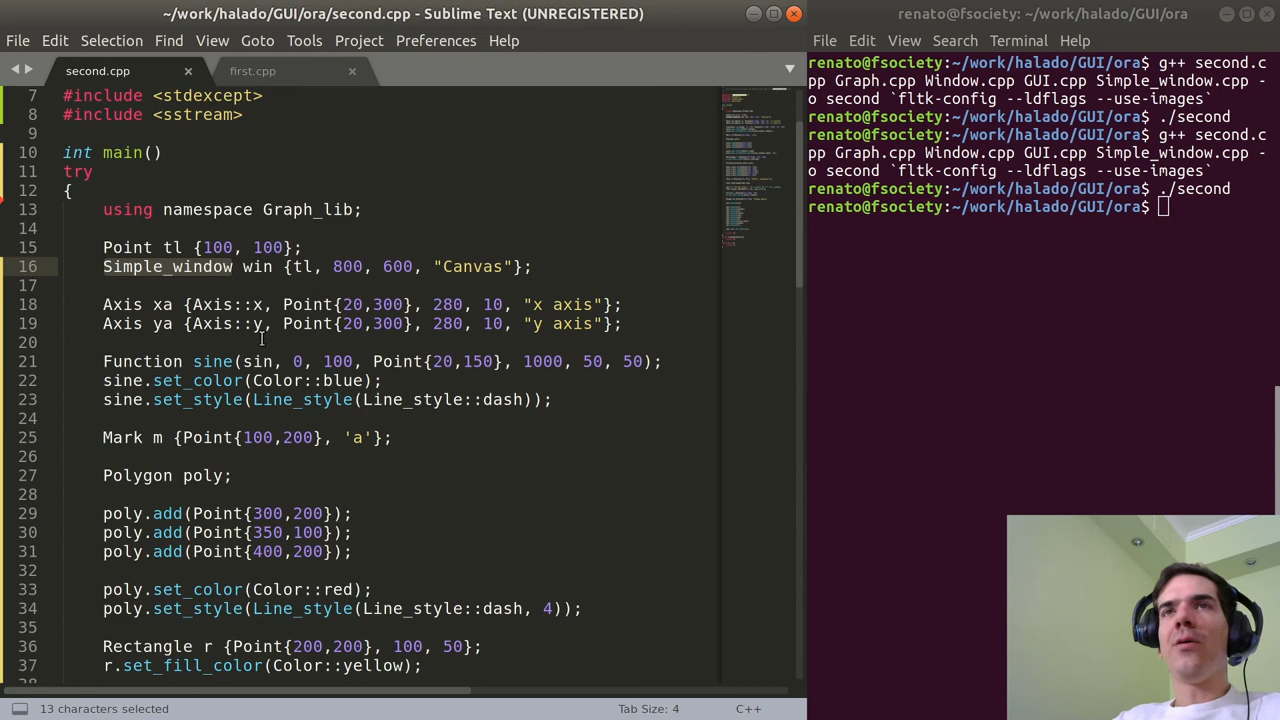 ~/work/halado/GUI/ora/second.cpp - Sublime Text (UNREGISTERED)
File Edit Selection Find View Goto Tools Project Preferences Help
second.cpp × first.cpp ×
7 #include <stdexcept>
8 #include <sstream>
9
10 int main()
11 try
12 {
13 using namespace Graph_lib;
14
15 Point tl {100, 100};
16 Simple_window win {tl, 800, 600, "Canvas"};
17
18 Axis xa {Axis::x, Point{20,300}, 280, 10, "x axis"};
19 Axis ya {Axis::y, Point{20,300}, 280, 10, "y axis"};
20
21 Function sine(sin, 0, 100, Point{20,150}, 1000, 50, 50);
22 sine.set_color(Color::blue);
23 sine.set_style(Line_style(Line_style::dash));
24
25 Mark m {Point{100,200}, 'a'};
26
27 Polygon poly;
28
29 poly.add(Point{300,200});
30 poly.add(Point{350,100});
31 poly.add(Point{400,200});
32
33 poly.set_color(Color::red);
34 poly.set_style(Line_style(Line_style::dash, 4));
35
36 Rectangle r {Point{200,200}, 100, 50};
37 r.set_fill_color(Color::yellow);
13 characters selected Tab Size: 4 C++
renato@fsociety: ~/work/halado/GUI/ora
File Edit View Search Terminal Help
renato@fsociety:~/work/halado/GUI/ora$ g++ second.c
pp Graph.cpp Window.cpp GUI.cpp Simple_window.cpp -
o second `fltk-config --ldflags --use-images`
renato@fsociety:~/work/halado/GUI/ora$ ./second
renato@fsociety:~/work/halado/GUI/ora$ g++ second.c
pp Graph.cpp Window.cpp GUI.cpp Simple_window.cpp -
o second `fltk-config --ldflags --use-images`
renato@fsociety:~/work/halado/GUI/ora$ ./second
renato@fsociety:~/work/halado/GUI/ora$